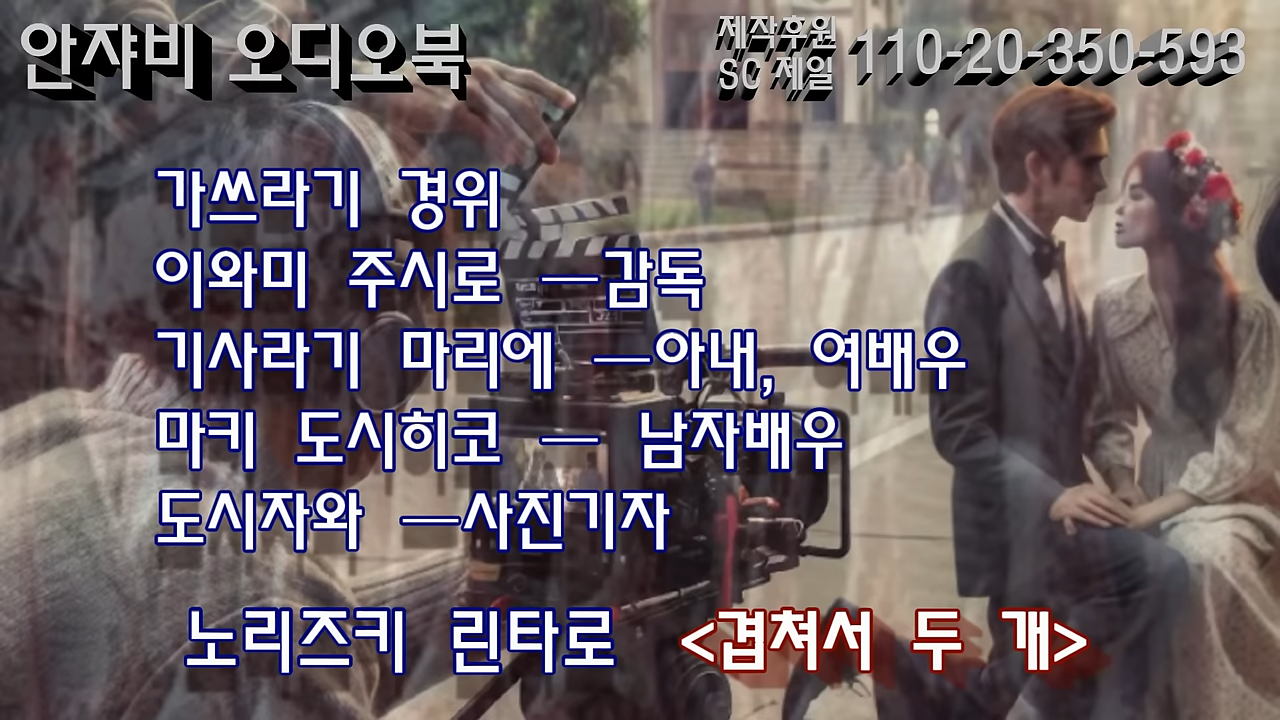 안쟈비 오디오북
제작후원
SC 제일
110-20-350-593
가쓰라기 경위
이와미 주시로 —감독
기사라기 마리에 —아내, 여배우
마키 도시히코 — 남자배우
도시자와 —사진기자
노리즈키 린타로 <겹쳐서 두 개>